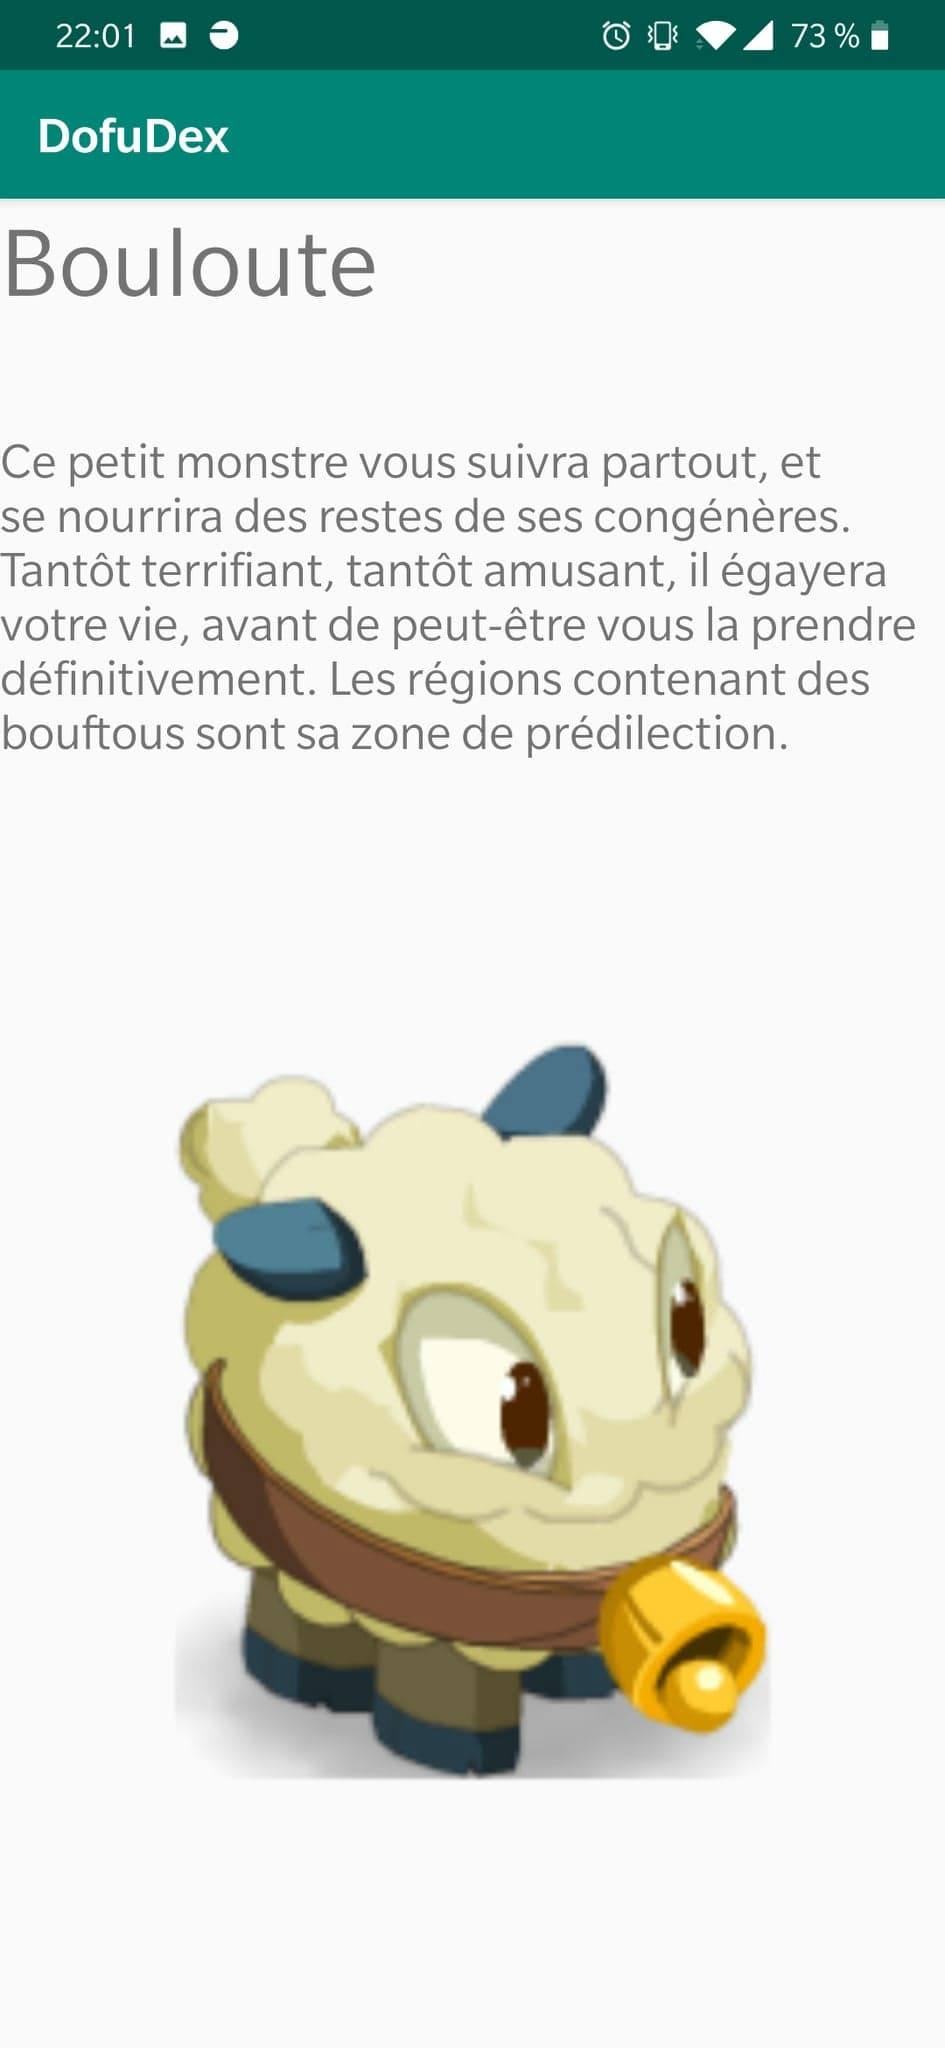 22:01 73 %
DofuDex
Bouloute
Ce petit monstre vous suivra partout, et
se nourrira des restes de ses congénères.
Tantôt terrifiant, tantôt amusant, il égayera
votre vie, avant de peut-être vous la prendre
définitivement. Les régions contenant des
bouftous sont sa zone de prédilection.